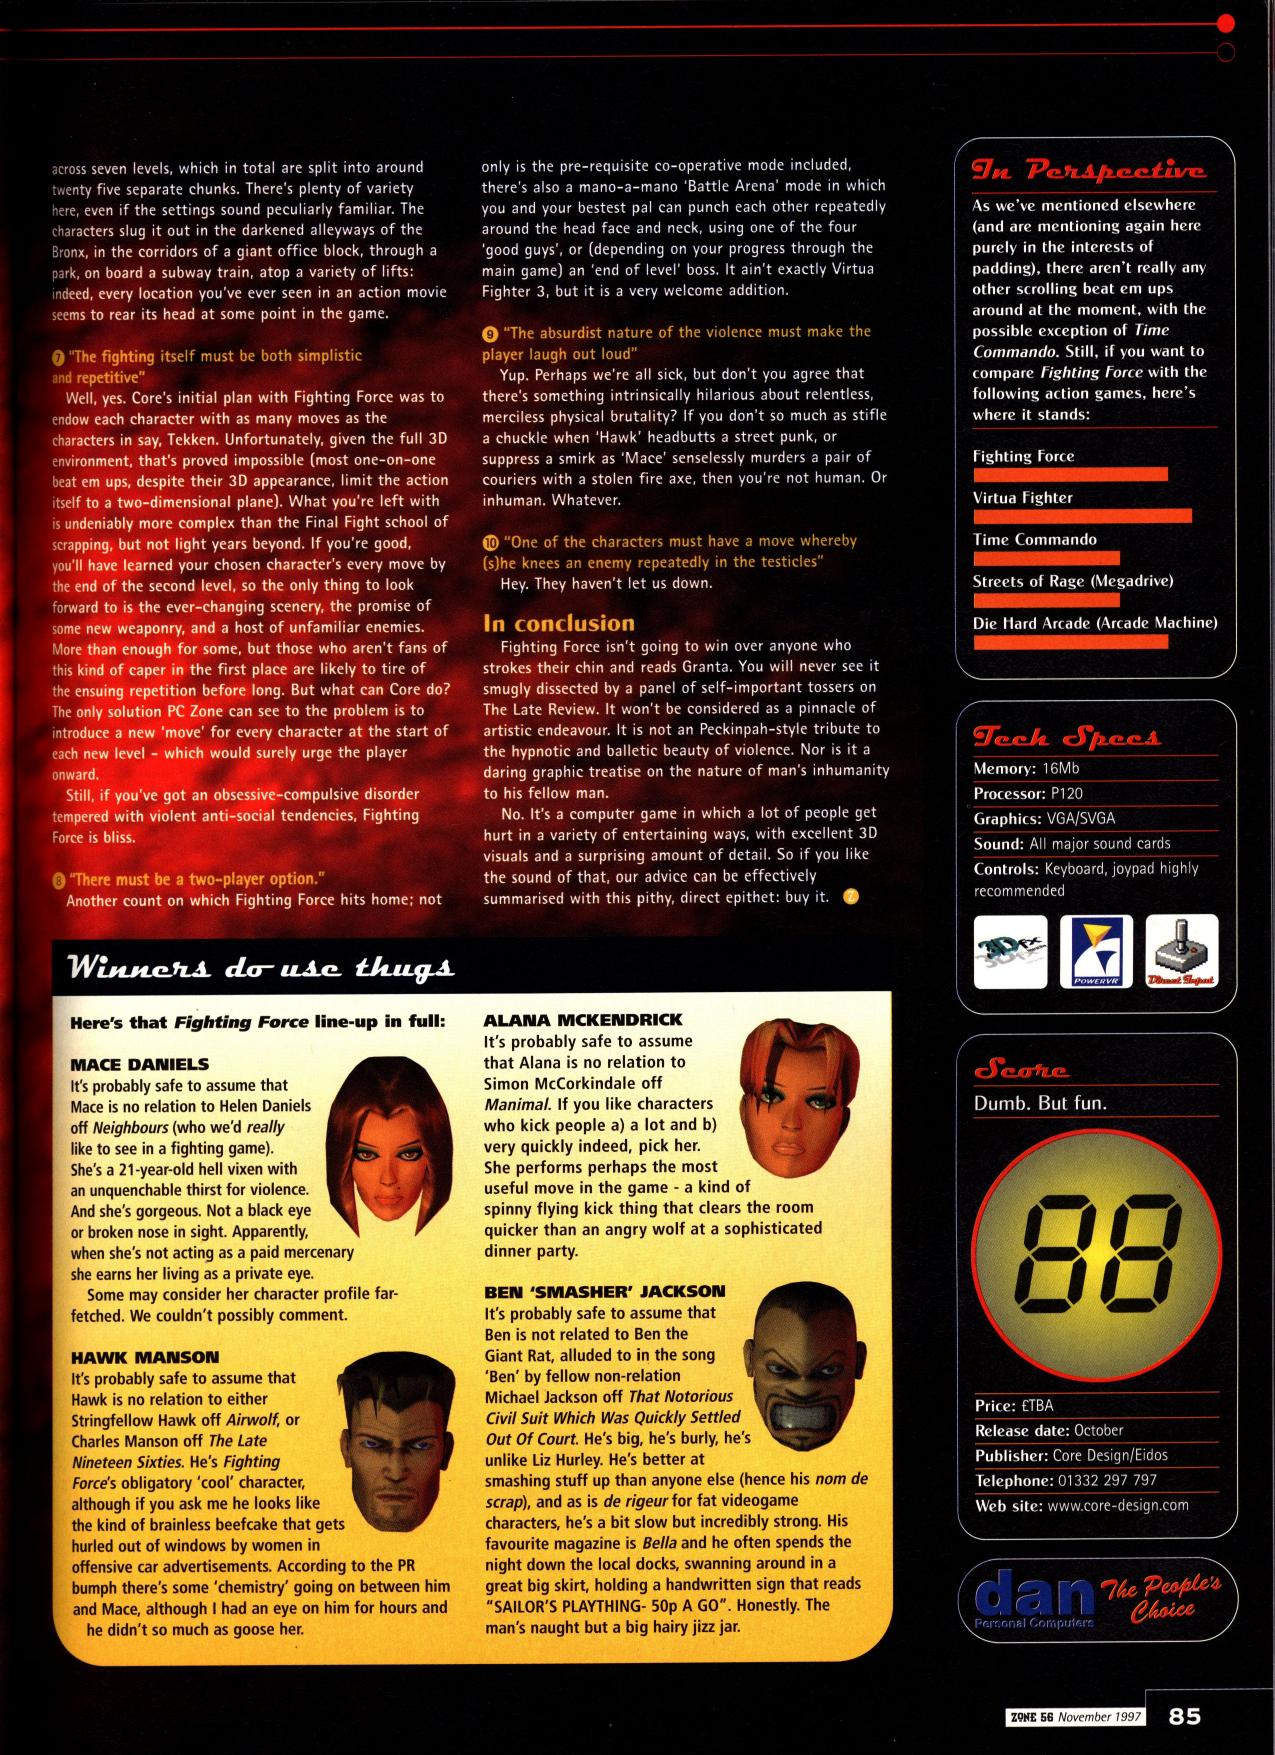 across seven levels, which in total are split into around
twenty five separate chunks. There's plenty of variety
here, even if the settings sound peculiarly familiar. The
characters slug it out in the darkened alleyways of the
Bronx, in the corridors of a giant office block, through a
park, on board a subway train, atop a variety of lifts:
indeed, every location you've ever seen in an action movie
seems to rear its head at some point in the game.
7 "The fighting itself must be both simplistic
and repetitive"
Well, yes. Core's initial plan with Fighting Force was to
endow each character with as many moves as the
characters in say, Tekken. Unfortunately, given the full 3D
environment, that's proved impossible (most one-on-one
beat em ups, despite their 3D appearance, limit the action
itself to a two-dimensional plane). What you're left with
is undeniably more complex than the Final Fight school of
scrapping, but not light years beyond. If you're good,
you'll have learned your chosen character's every move by
the end of the second level, so the only thing to look
forward to is the ever-changing scenery, the promise of
some new weaponry, and a host of unfamiliar enemies.
More than enough for some, but those who aren't fans of
this kind of caper in the first place are likely to tire of
the ensuing repetition before long. But what can Core do?
The only solution PC Zone can see to the problem is to
introduce a new 'move' for every character at the start of
each new level – which would surely urge the player
onward.
Still, if you've got an obsessive-compulsive disorder
tempered with violent anti-social tendencies, Fighting
Force is bliss.
8 "There must be a two-player option."
Another count on which Fighting Force hits home; not
only is the pre-requisite co-operative mode included,
there's also a mano-a-mano 'Battle Arena' mode in which
you and your bestest pal can punch each other repeatedly
around the head face and neck, using one of the four
'good guys', or (depending on your progress through the
main game) an 'end of level' boss. It ain't exactly Virtua
Fighter 3, but it is a very welcome addition.
9 "The absurdist nature of the violence must make the
player laugh out loud"
Yup. Perhaps we're all sick, but don't you agree that
there's something intrinsically hilarious about relentless,
merciless physical brutality? If you don't so much as stifle
a chuckle when 'Hawk' headbutts a street punk, or
suppress a smirk as 'Mace' senselessly murders a pair of
couriers with a stolen fire axe, then you're not human. Or
inhuman. Whatever.
10 "One of the characters must have a move whereby
(s)he knees an enemy repeatedly in the testicles"
Hey. They haven't let us down.
In conclusion
Fighting Force isn't going to win over anyone who
strokes their chin and reads Granta. You will never see it
smugly dissected by a panel of self-important tossers on
The Late Review. It won't be considered as a pinnacle of
artistic endeavour. It is not an Peckinpah-style tribute to
the hypnotic and balletic beauty of violence. Nor is it a
daring graphic treatise on the nature of man's inhumanity
to his fellow man.
No. It's a computer game in which a lot of people get
hurt in a variety of entertaining ways, with excellent 3D
visuals and a surprising amount of detail. So if you like
the sound of that, our advice can be effectively
summarised with this pithy, direct epithet: buy it. Z
Winners do use thugs
Here's that Fighting Force line-up in full:
MACE DANIELS
It's probably safe to assume that
Mace is no relation to Helen Daniels
off Neighbours (who we'd really
like to see in a fighting game).
She's a 21-year-old hell vixen with
an unquenchable thirst for violence.
And she's gorgeous. Not a black eye
or broken nose in sight. Apparently,
when she's not acting as a paid mercenary
she earns her living as a private eye.
Some may consider her character profile far-
fetched. We couldn't possibly comment.
HAWK MANSON
It's probably safe to assume that
Hawk is no relation to either
Stringfellow Hawk off Airwolf, or
Charles Manson off The Late
Nineteen Sixties. He's Fighting
Force's obligatory 'cool' character,
although if you ask me he looks like
the kind of brainless beefcake that gets
hurled out of windows by women in
offensive car advertisements. According to the PR
bumph there's some 'chemistry' going on between him
and Mace, although I had an eye on him for hours and
he didn't so much as goose her.
ALANA MCKENDRICK
It's probably safe to assume
that Alana is no relation to
Simon McCorkindale off
Manimal. If you like characters
who kick people a) a lot and b)
very quickly indeed, pick her.
She performs perhaps the most
useful move in the game - a kind of
spinny flying kick thing that clears the room
quicker than an angry wolf at a sophisticated
dinner party.
BEN 'SMASHER' JACKSON
It's probably safe to assume that
Ben is not related to Ben the
Giant Rat, alluded to in the song
'Ben' by fellow non-relation
Michael Jackson off That Notorious
Civil Suit Which Was Quickly Settled
Out Of Court. He's big, he's burly, he's
unlike Liz Hurley. He's better at
smashing stuff up than anyone else (hence his nom de
scrap), and as is de rigeur for fat videogame
characters, he's a bit slow but incredibly strong. His
favourite magazine is Bella and he often spends the
night down the local docks, swanning around in a
great big skirt, holding a handwritten sign that reads
"SAILOR'S PLAYTHING- 50p A GO". Honestly. The
man's naught but a big hairy jizz jar.
In Perspective
As we've mentioned elsewhere
(and are mentioning again here
purely in the interests of
padding), there aren't really any
other scrolling beat em ups
around at the moment, with the
possible exception of Time
Commando. Still, if you want to
compare Fighting Force with the
following action games, here's
where it stands:
Fighting Force
Virtua Fighter
Time Commando
Streets of Rage (Megadrive)
Die Hard Arcade (Arcade Machine)
Tech Specs
Memory: 16Mb
Processor: P120
Graphics: VGA/SVGA
Sound: All major sound cards
Controls: Keyboard, joypad highly
recommended
3Dfx
POWERVR
Direct Input
Score
Dumb. But fun.
88
Price: £TBA
Release date: October
Publisher: Core Design/Eidos
Telephone: 01332 297 797
Web site: www.core-design.com
dan The People's
Choice
Personal Computers
ZONE 56 November 1997 85